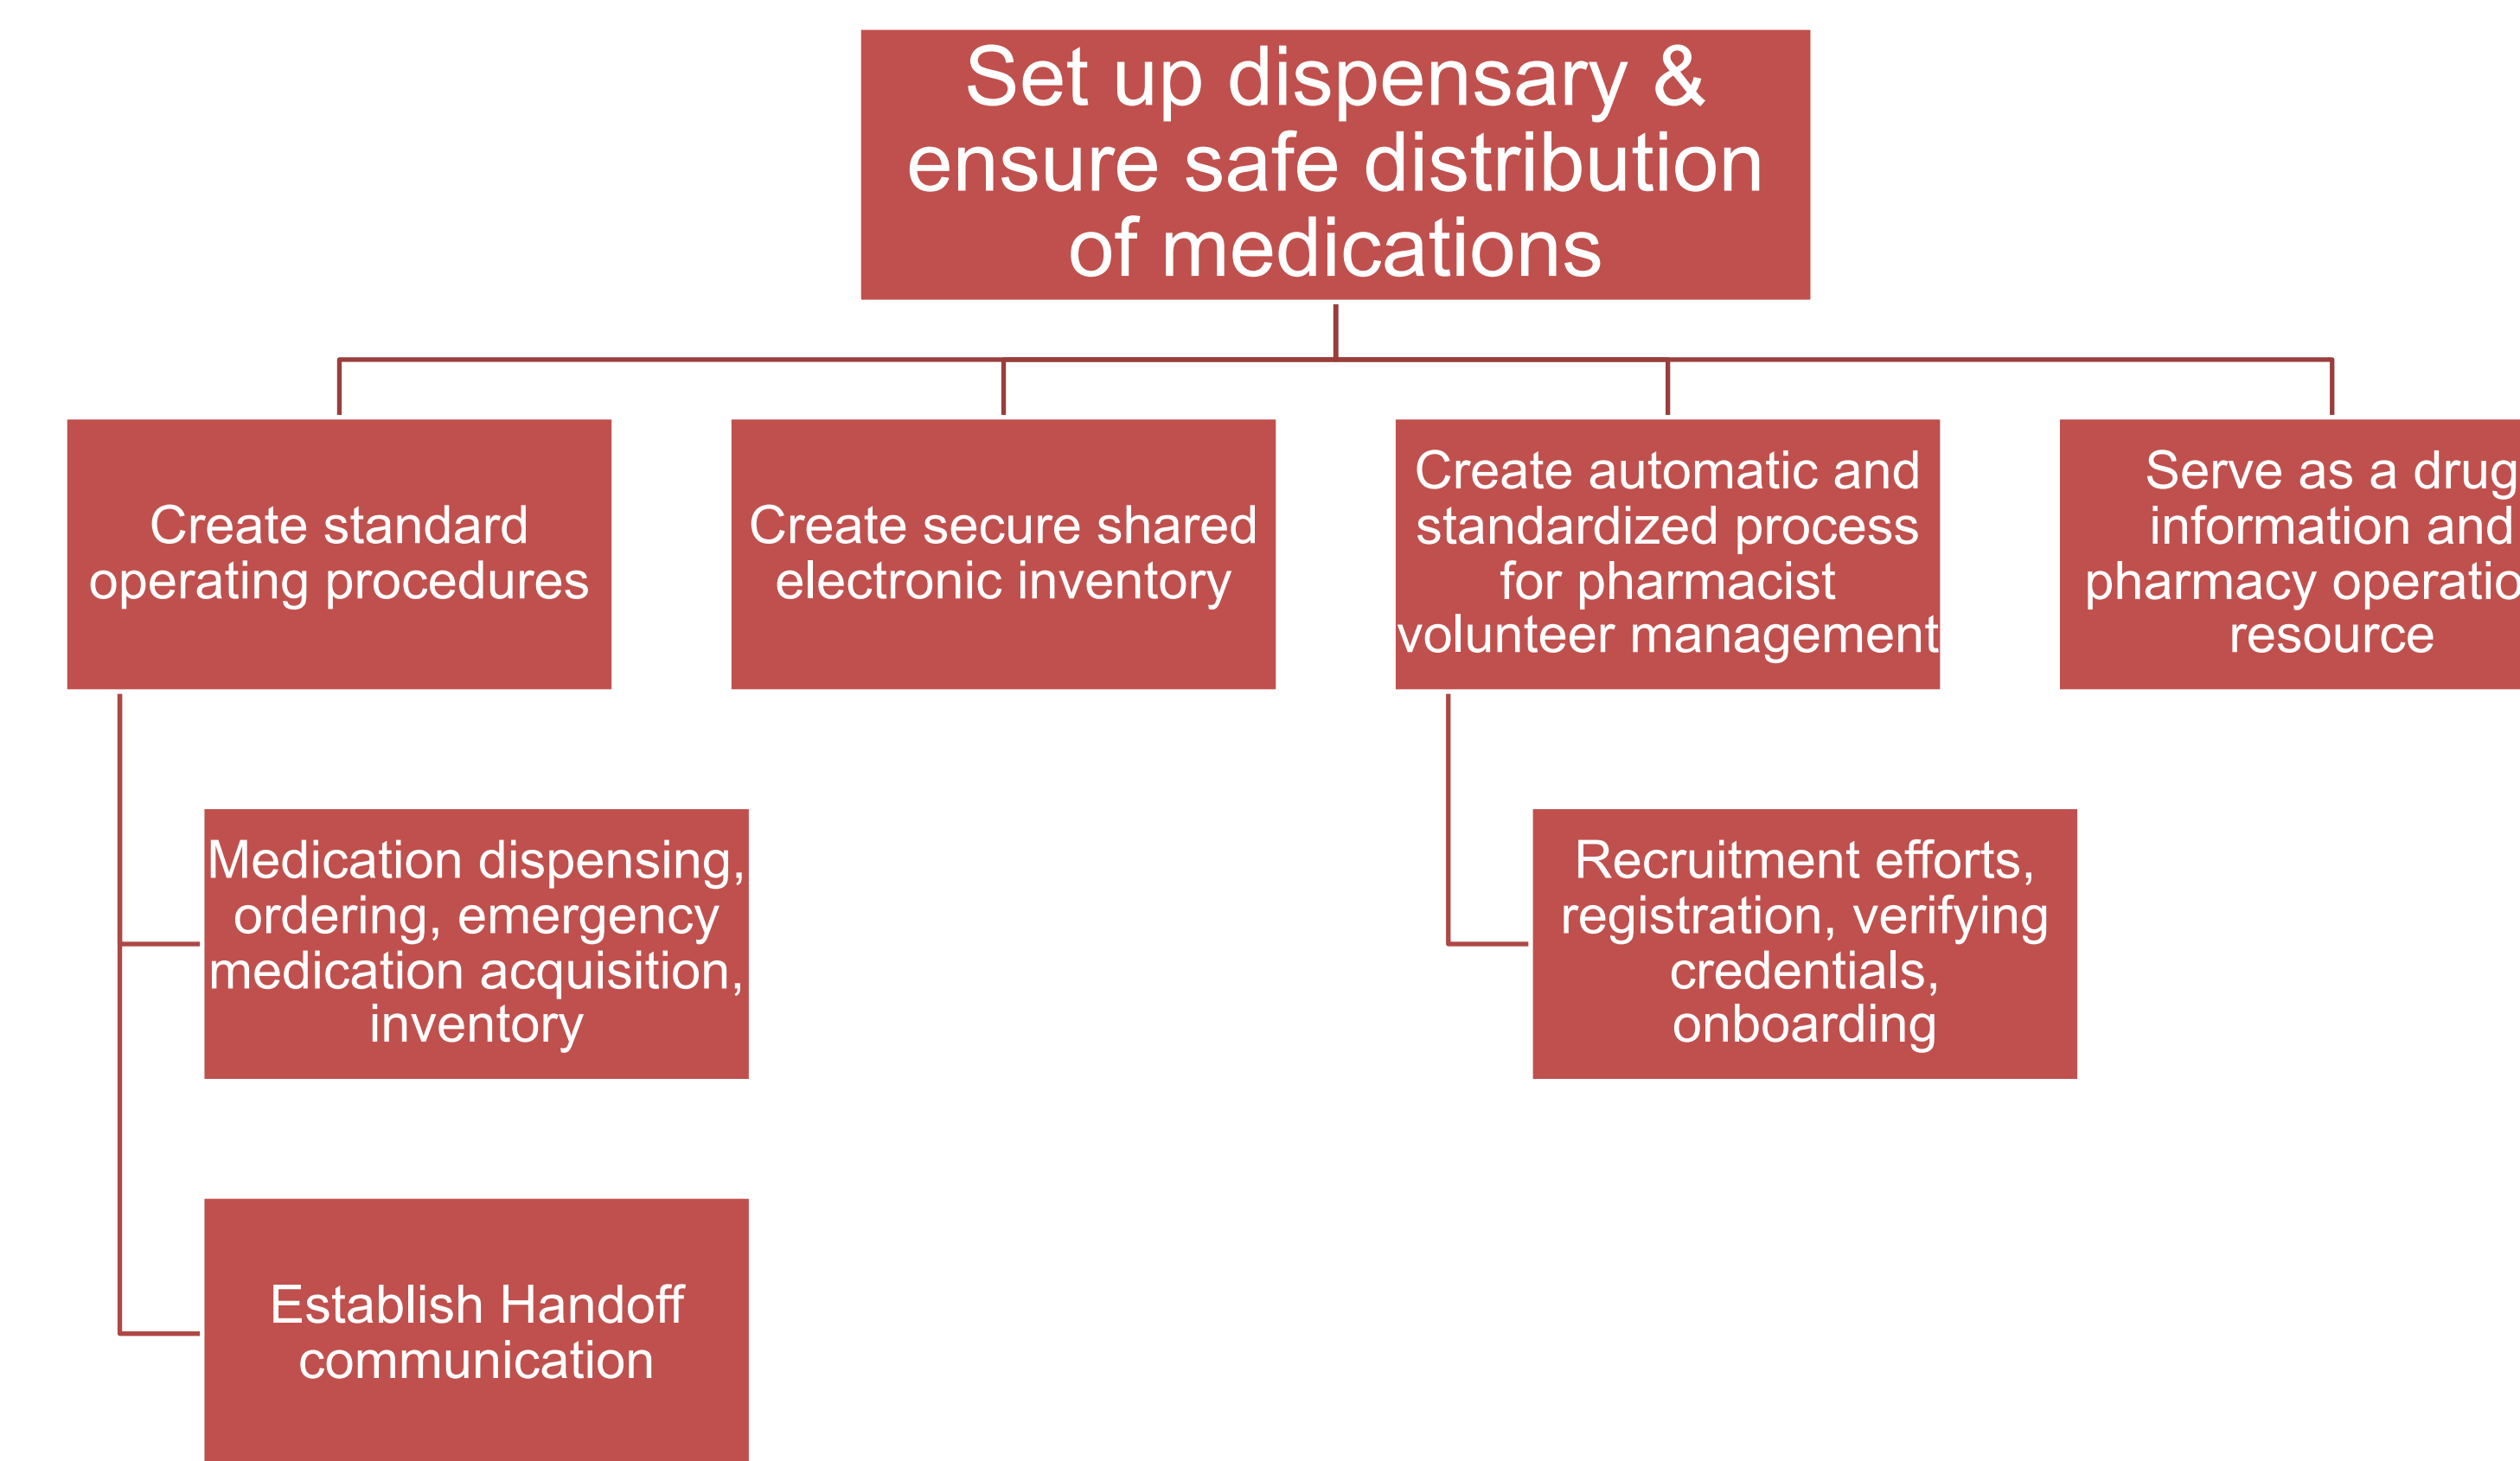 Set up dispensary &
ensure safe distribution
of medications
Create standard
operating procedures
Create secure shared
electronic inventory
Create automatic and
standardized process
for pharmacist
volunteer management
Serve as a drug
information and
pharmacy operatio
resource
Medication dispensing,
ordering, emergency
medication acquisition,
inventory
Recruitment efforts,
registration, verifying
credentials,
onboarding
Establish Handoff
communication